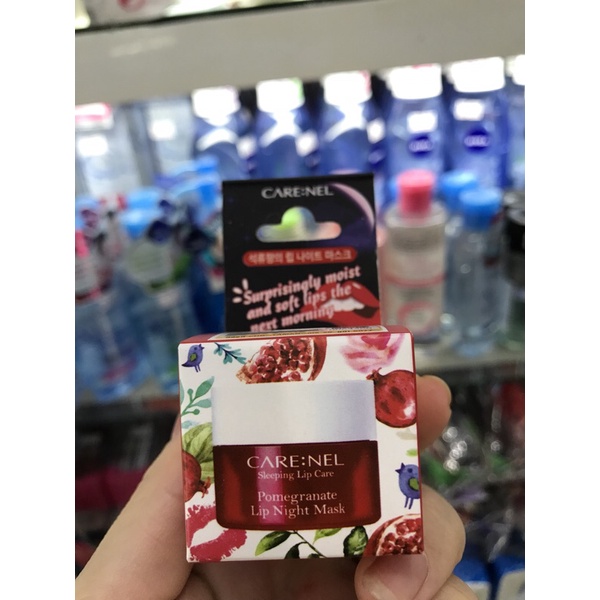 CARE:NEL
석류향의 립 나이트 마스크
Surprisingly moist
and soft lips the
next morning
CARE:NEL
Sleeping Lip Care
Pomegranate
Lip Night Mask